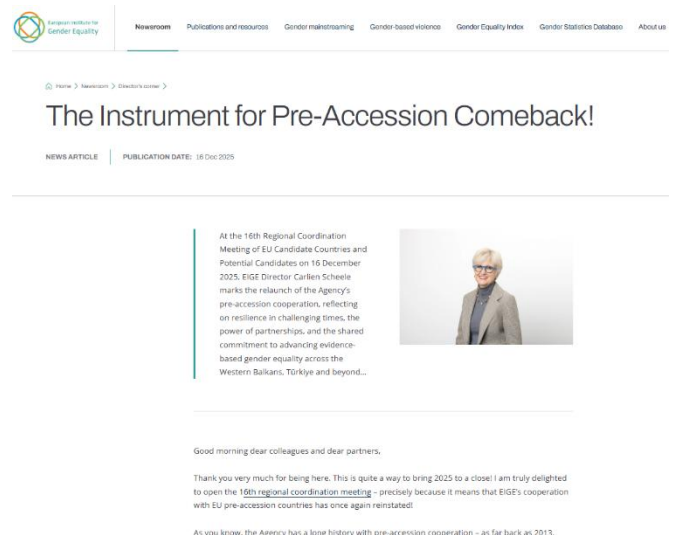 European Institute for
Gender Equality
Newsroom Publications and resources Gender mainstreaming Gender-based violence Gender Equality Index Gender Statistics Database About us
Home > Newsroom > Director's corner >
The Instrument for Pre-Accession Comeback!
NEWS ARTICLE PUBLICATION DATE: 16 Dec 2025
At the 16th Regional Coordination
Meeting of EU Candidate Countries and
Potential Candidates on 16 December
2025, EIGE Director Carlien Scheele
marks the relaunch of the Agency's
pre-accession cooperation, reflecting
on resilience in challenging times, the
power of partnerships, and the shared
commitment to advancing evidence-
based gender equality across the
Western Balkans, Türkiye and beyond...
Good morning dear colleagues and dear partners,
Thank you very much for being here. This is quite a way to bring 2025 to a close! I am truly delighted
to open the 16th regional coordination meeting – precisely because it means that EIGE's cooperation
with EU pre-accession countries has once again reinstated!
As you know, the Agency has a long history with pre-accession cooperation – as far back as 2013.